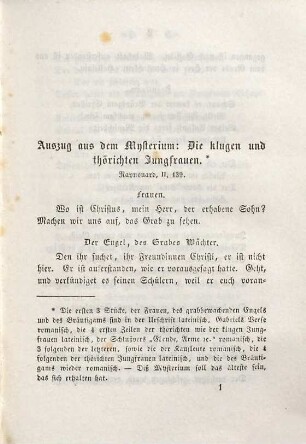 Auszug aus dem Mysterium: Die klugen und
thörichten Jungfrauen. *
Raynouard, II, 139.
Frauen.
Wo ist Christus, mein Herr, der erhabene Sohn?
Machen wir uns auf, das Grab zu sehen.
Der Engel, des Grabes Wächter.
Den ihr suchet, ihr Freundinnen Christi, er ist nicht
hier. Er ist auferstanden, wie er vorausgesagt hatte. Geht,
und verkündiget es seinen Schülern, weil er euch voran-
* Die ersten 3 Stücke, der Frauen, des grabbewachenden Engels
und des Bräutigams sind in der Urschrift lateinisch, Gabriels Verse
romanisch, die 4 ersten Zeilen der thörichten wie der klugen Jung-
frauen lateinisch, der Schlußvers "Elende, Arme ꝛc." romanisch, die
3 folgenden der letzteren, sowie die der Kaufleute romanisch, die 4
folgenden der thörichten Jungfrauen lateinisch, und die des Bräuti-
gams wieder romanisch. — Diß Mysterium soll das älteste sein,
das sich erhalten hat.
1